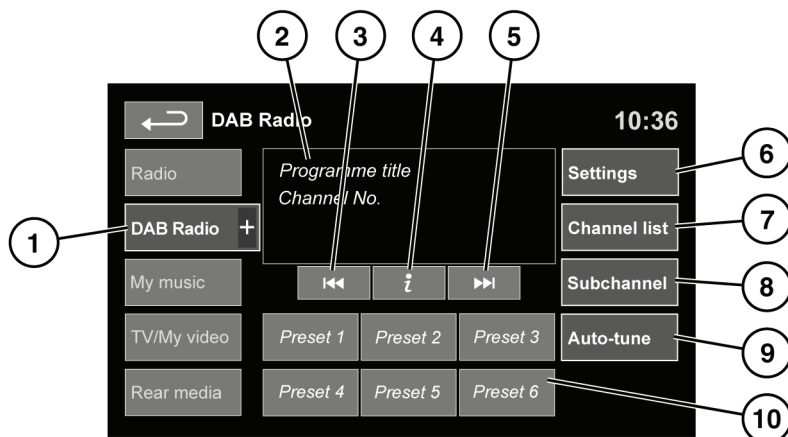 2 3 4 5
DAB Radio 10:36
Radio
Programme title
Channel No.
Settings
6
1
DAB Radio +
Channel list
7
My music
i
Subchannel
8
TV/My video
Preset 1 Preset 2 Preset 3
Auto-tune
9
Rear media
Preset 4 Preset 5 Preset 6
10